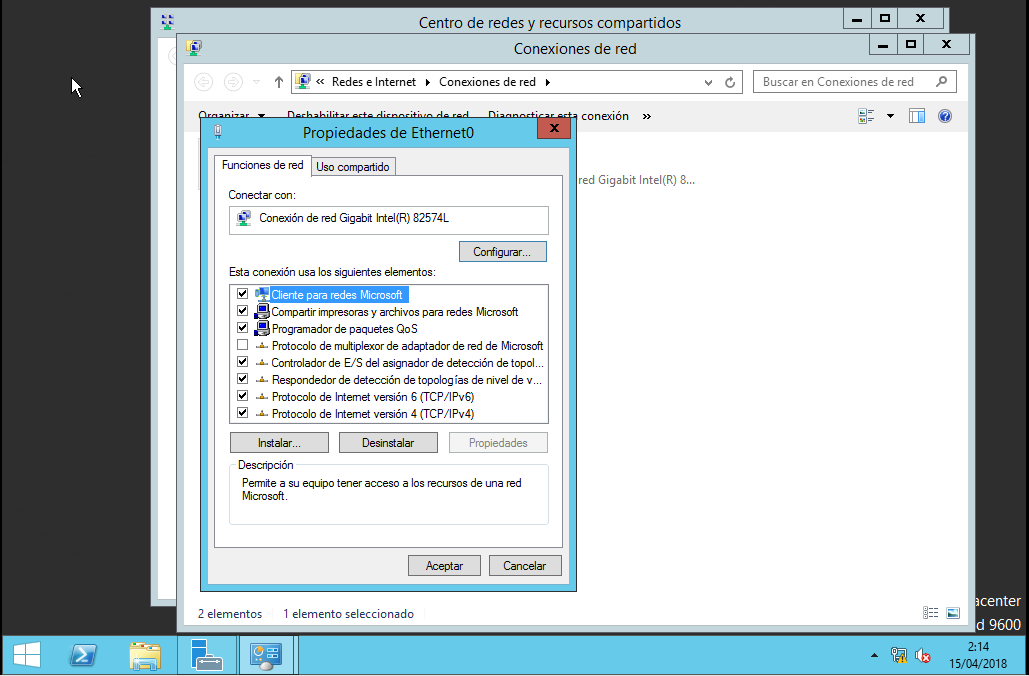 Centro de redes y recursos compartidos
Conexiones de red
« Redes e Internet Conexiones de red
Buscar en Conexiones de red
Organizar Deshabilitar este dispositivo de red Diagnosticar esta conexión »
Propiedades de Ethernet0
Funciones de red Uso compartido
red Gigabit Intel(R) 8...
Conectar con:
Conexión de red Gigabit Intel(R) 82574L
Configurar...
Esta conexión usa los siguientes elementos:
Cliente para redes Microsoft
Compartir impresoras y archivos para redes Microsoft
Programador de paquetes QoS
Protocolo de multiplexor de adaptador de red de Microsoft
Controlador de E/S del asignador de detección de topol...
Respondedor de detección de topologías de nivel de v...
Protocolo de Internet versión 6 (TCP/IPv6)
Protocolo de Internet versión 4 (TCP/IPv4)
Instalar... Desinstalar Propiedades
Descripción
Permite a su equipo tener acceso a los recursos de una red
Microsoft.
Aceptar Cancelar
2 elementos 1 elemento seleccionado
acenter
d 9600
2:14
15/04/2018